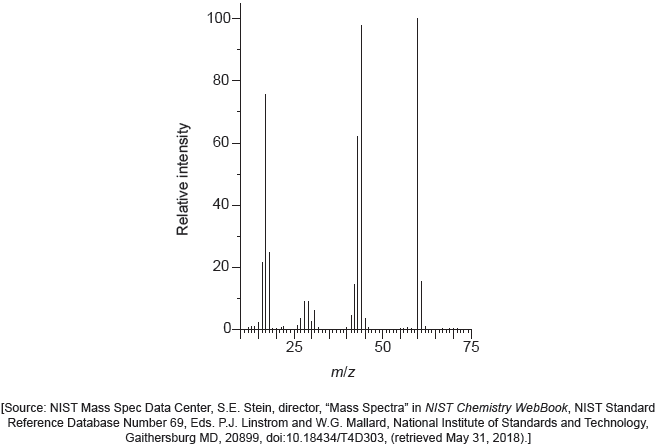 100
80
60
40
20
0
Relative intensity
25 50 75
m/z
[Source: NIST Mass Spec Data Center, S.E. Stein, director, “Mass Spectra” in NIST Chemistry WebBook, NIST Standard
Reference Database Number 69, Eds. P.J. Linstrom and W.G. Mallard, National Institute of Standards and Technology,
Gaithersburg MD, 20899, doi:10.18434/T4D303, (retrieved May 31, 2018).]